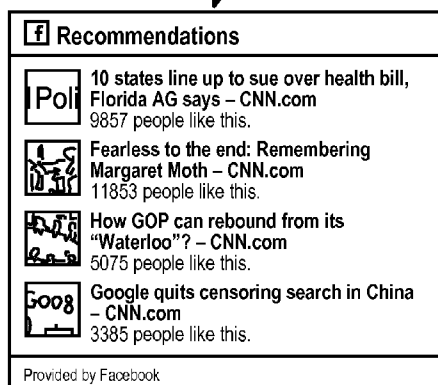 f Recommendations
Poli
10 states line up to sue over health bill,
Florida AG says – CNN.com
9857 people like this.
Fearless to the end: Remembering
Margaret Moth – CNN.com
11853 people like this.
How GOP can rebound from its
“Waterloo”? – CNN.com
5075 people like this.
Goog
Google quits censoring search in China
– CNN.com
3385 people like this.
Provided by Facebook